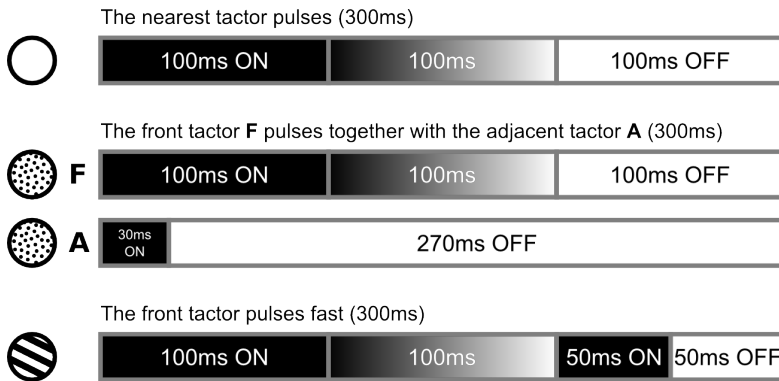 The nearest tactor pulses (300ms)
100ms ON 100ms 100ms OFF
The front tactor F pulses together with the adjacent tactor A (300ms)
F 100ms ON 100ms 100ms OFF
A 30ms ON 270ms OFF
The front tactor pulses fast (300ms)
100ms ON 100ms 50ms ON 50ms OFF